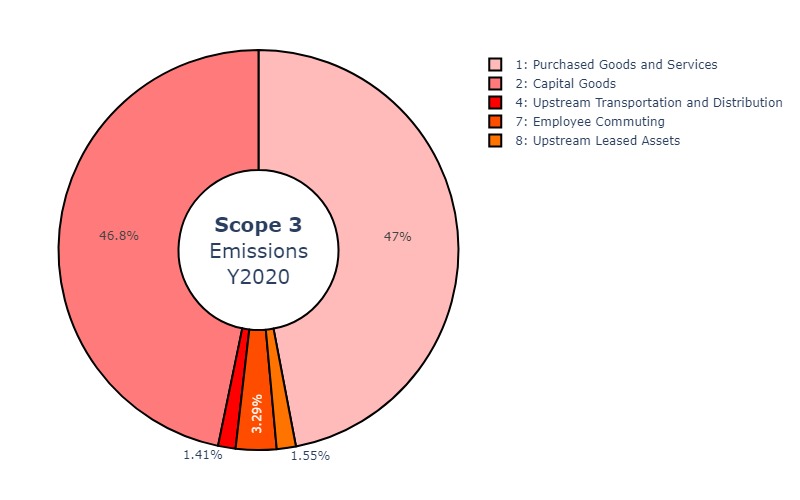 1: Purchased Goods and Services
2: Capital Goods
4: Upstream Transportation and Distribution
7: Employee Commuting
8: Upstream Leased Assets
Scope 3
Emissions
Y2020
46.8%
47%
3.29%
1.41%
1.55%